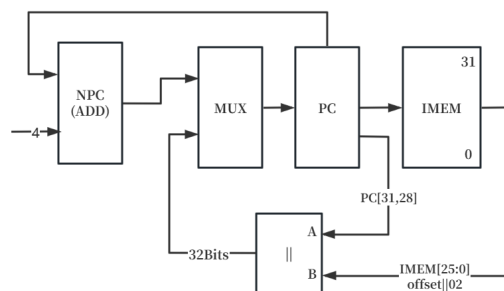 31
NPC
(ADD)
MUX
PC
IMEM
4
0
PC[31,28]
A
||
32Bits
B
IMEM[25:0]
offset||02